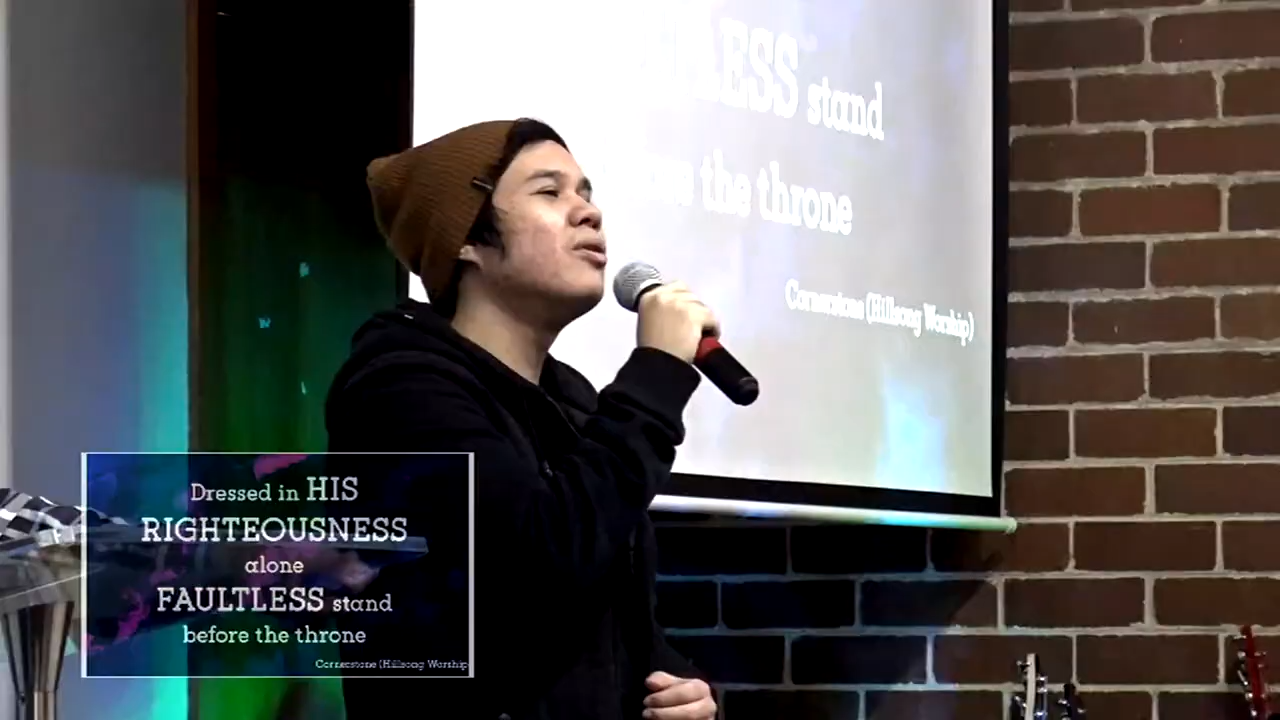 LESS stand
the throne
Cornerstone (Hillsong Worship)
Dressed in HIS
RIGHTEOUSNESS
alone
FAULTLESS stand
before the throne
Cornerstone (Hillsong Worship